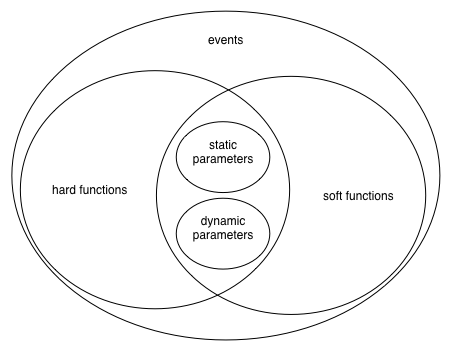 events
static
parameters
hard functions
soft functions
dynamic
parameters